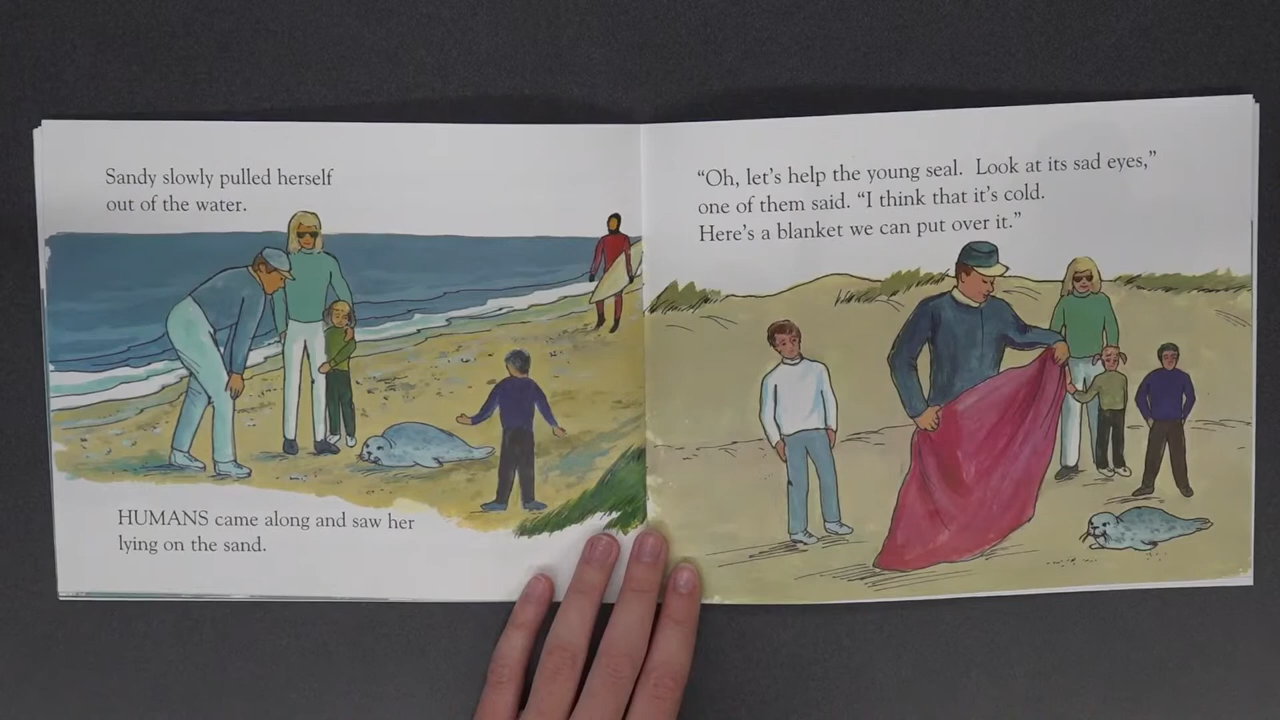 Sandy slowly pulled herself
out of the water.
HUMANS came along and saw her
lying on the sand.
“Oh, let’s help the young seal.  Look at its sad eyes,”
one of them said. “I think that it’s cold.
Here’s a blanket we can put over it.”